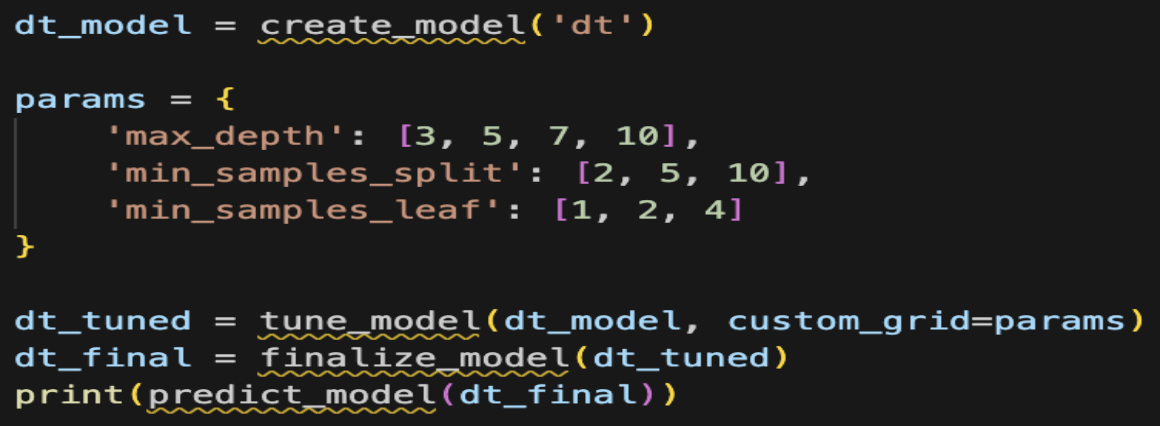 dt_model = create_model('dt')
params = {
'max_depth': [3, 5, 7, 10],
'min_samples_split': [2, 5, 10],
'min_samples_leaf': [1, 2, 4]
}
dt_tuned = tune_model(dt_model, custom_grid=params)
dt_final = finalize_model(dt_tuned)
print(predict_model(dt_final))